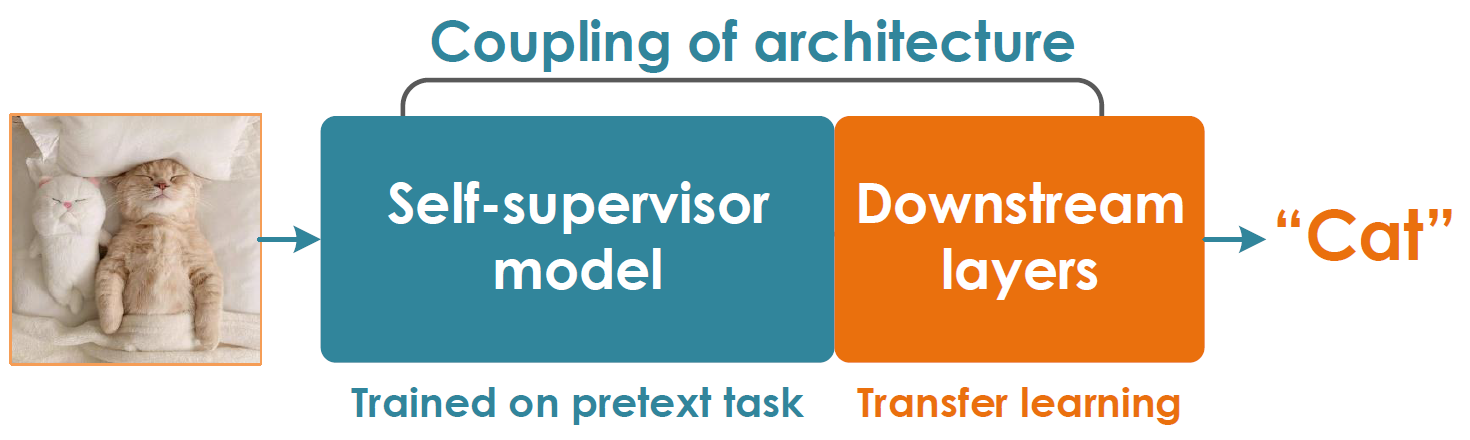 Coupling of architecture
Self-supervisor
model
Downstream
layers
“Cat”
Trained on pretext task
Transfer learning